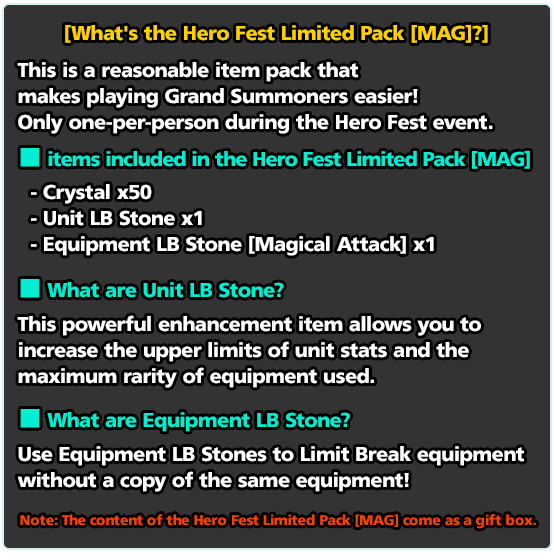 [What's the Hero Fest Limited Pack [MAG]?]
This is a reasonable item pack that
makes playing Grand Summoners easier!
Only one-per-person during the Hero Fest event.
■ items included in the Hero Fest Limited Pack [MAG]
- Crystal x50
- Unit LB Stone x1
- Equipment LB Stone [Magical Attack] x1
■ What are Unit LB Stone?
This powerful enhancement item allows you to
increase the upper limits of unit stats and the
maximum rarity of equipment used.
■ What are Equipment LB Stone?
Use Equipment LB Stones to Limit Break equipment
without a copy of the same equipment!
Note: The content of the Hero Fest Limited Pack [MAG] come as a gift box.